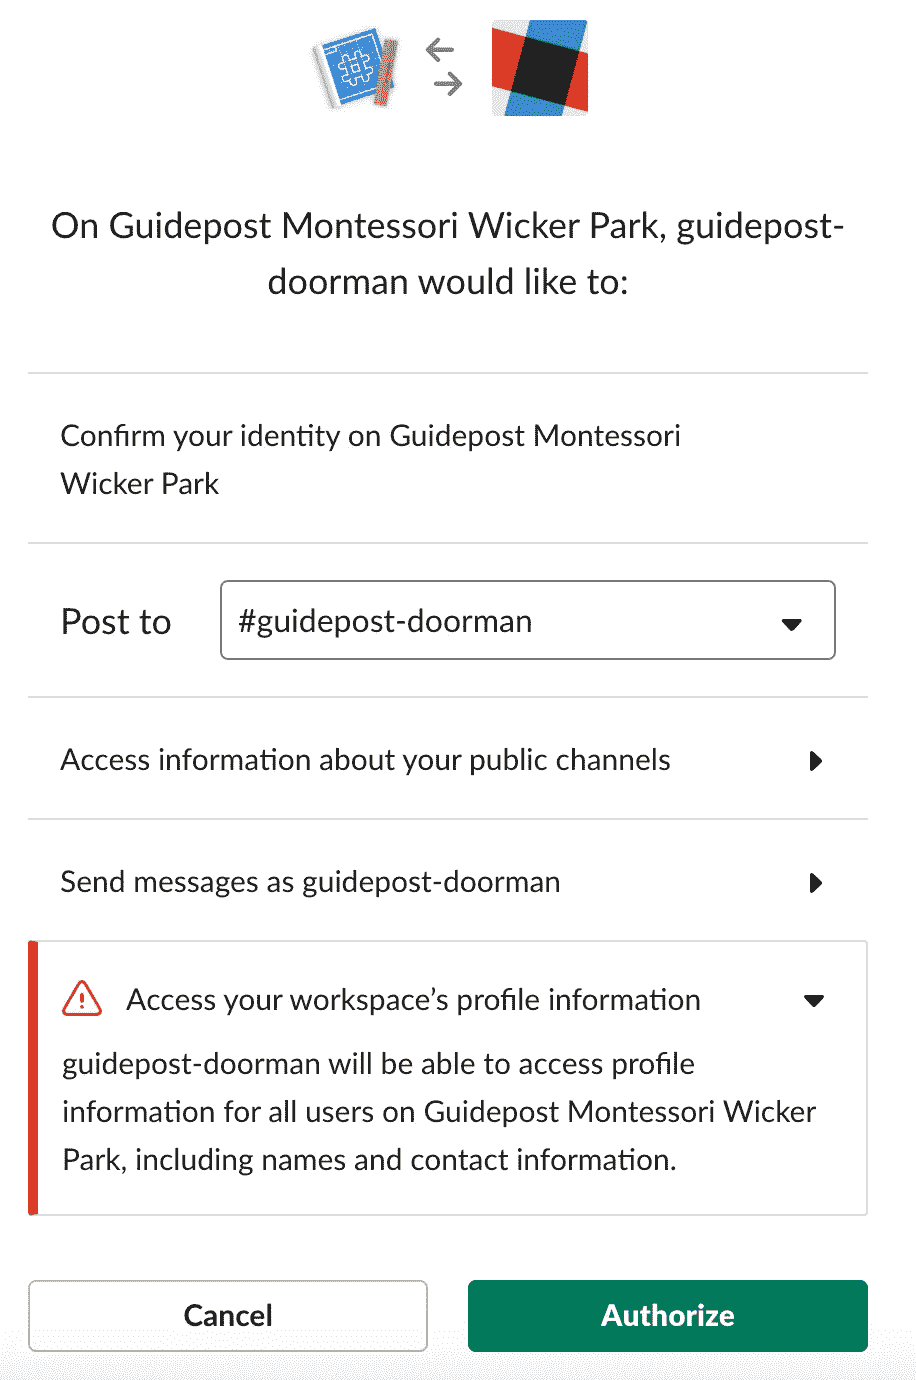 On Guidepost Montessori Wicker Park, guidepost-
doorman would like to:
Confirm your identity on Guidepost Montessori
Wicker Park
Post to #guidepost-doorman
Access information about your public channels
Send messages as guidepost-doorman
Access your workspace’s profile information
guidepost-doorman will be able to access profile
information for all users on Guidepost Montessori Wicker
Park, including names and contact information.
Cancel Authorize